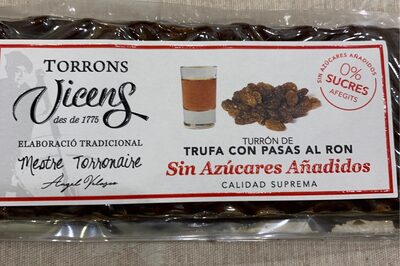 TORRONS
Vicens
des de 1775
ELABORACIÓ TRADICIONAL
Mestre Torronaire
Àngel Velasco
TURRÓN DE
TRUFA CON PASAS AL RON
Sin Azúcares Añadidos
CALIDAD SUPREMA
SIN AZÚCARES AÑADIDOS
0%
SUCRES
AFEGITS